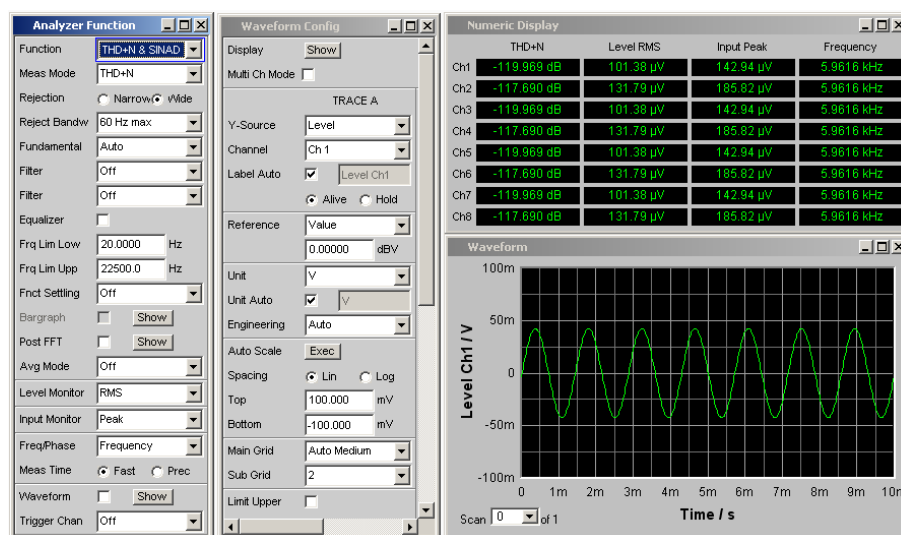 Analyzer Function
Function THD+N & SINAD
Meas Mode THD+N
Rejection Narrow Wide
Reject Bandw 60 Hz max
Fundamental Auto
Filter Off
Filter Off
Equalizer
Frq Lim Low 20.0000 Hz
Frq Lim Upp 22500.0 Hz
Fnct Settling Off
Bargraph Show
Post FFT Show
Avg Mode Off
Level Monitor RMS
Input Monitor Peak
Freq/Phase Frequency
Meas Time Fast Prec
Waveform Show
Trigger Chan Off
Waveform Config
Display Show
Multi Ch Mode
TRACE A
Y-Source Level
Channel Ch 1
Label Auto Level Ch1
Alive Hold
Reference Value
0.00000 dBV
Unit V
Unit Auto V
Engineering Auto
Auto Scale Exec
Spacing Lin Log
Top 100.000 mV
Bottom -100.000 mV
Main Grid Auto Medium
Sub Grid 2
Limit Upper
Numeric Display
THD+N Level RMS Input Peak Frequency
Ch1 -119.969 dB 101.38 µV 142.94 µV 5.9616 kHz
Ch2 -117.690 dB 131.79 µV 185.82 µV 5.9616 kHz
Ch3 -119.969 dB 101.38 µV 142.94 µV 5.9616 kHz
Ch4 -117.690 dB 131.79 µV 185.82 µV 5.9616 kHz
Ch5 -119.969 dB 101.38 µV 142.94 µV 5.9616 kHz
Ch6 -117.690 dB 131.79 µV 185.82 µV 5.9616 kHz
Ch7 -119.969 dB 101.38 µV 142.94 µV 5.9616 kHz
Ch8 -117.690 dB 131.79 µV 185.82 µV 5.9616 kHz
Waveform
Level Ch1 / V
100m
50m
0
-50m
-100m
0 1m 2m 3m 4m 5m 6m 7m 8m 9m 10m
Time / s
Scan 0 of 1